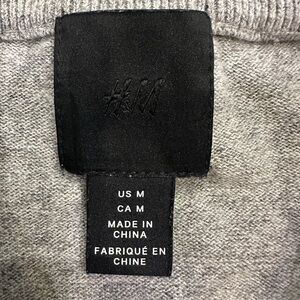 H&M
US M
CA M
MADE IN
CHINA
FABRIQUÉ EN
CHINE